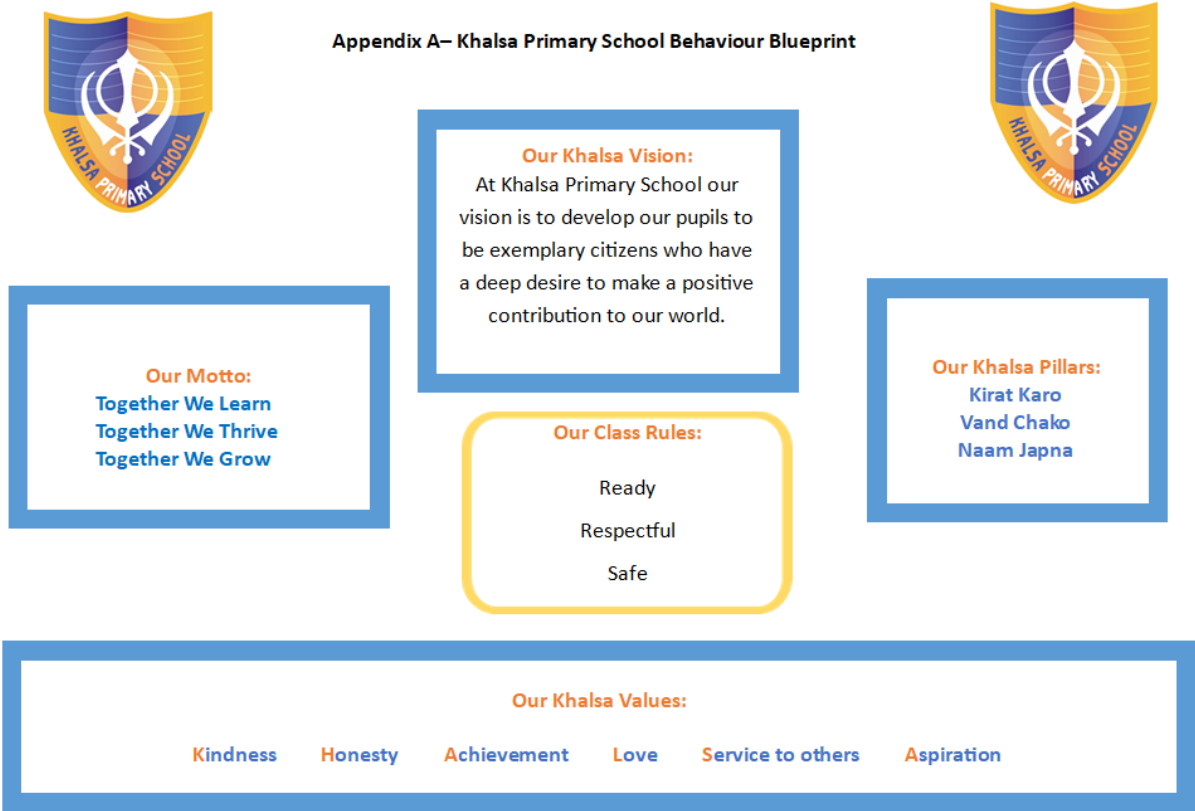 Appendix A– Khalsa Primary School Behaviour Blueprint
KHALSA PRIMARY SCHOOL
KHALSA PRIMARY SCHOOL
Our Khalsa Vision:
At Khalsa Primary School our
vision is to develop our pupils to
be exemplary citizens who have
a deep desire to make a positive
contribution to our world.
Our Motto:
Together We Learn
Together We Thrive
Together We Grow
Our Khalsa Pillars:
Kirat Karo
Vand Chako
Naam Japna
Our Class Rules:
Ready
Respectful
Safe
Our Khalsa Values:
Kindness Honesty Achievement Love Service to others Aspiration